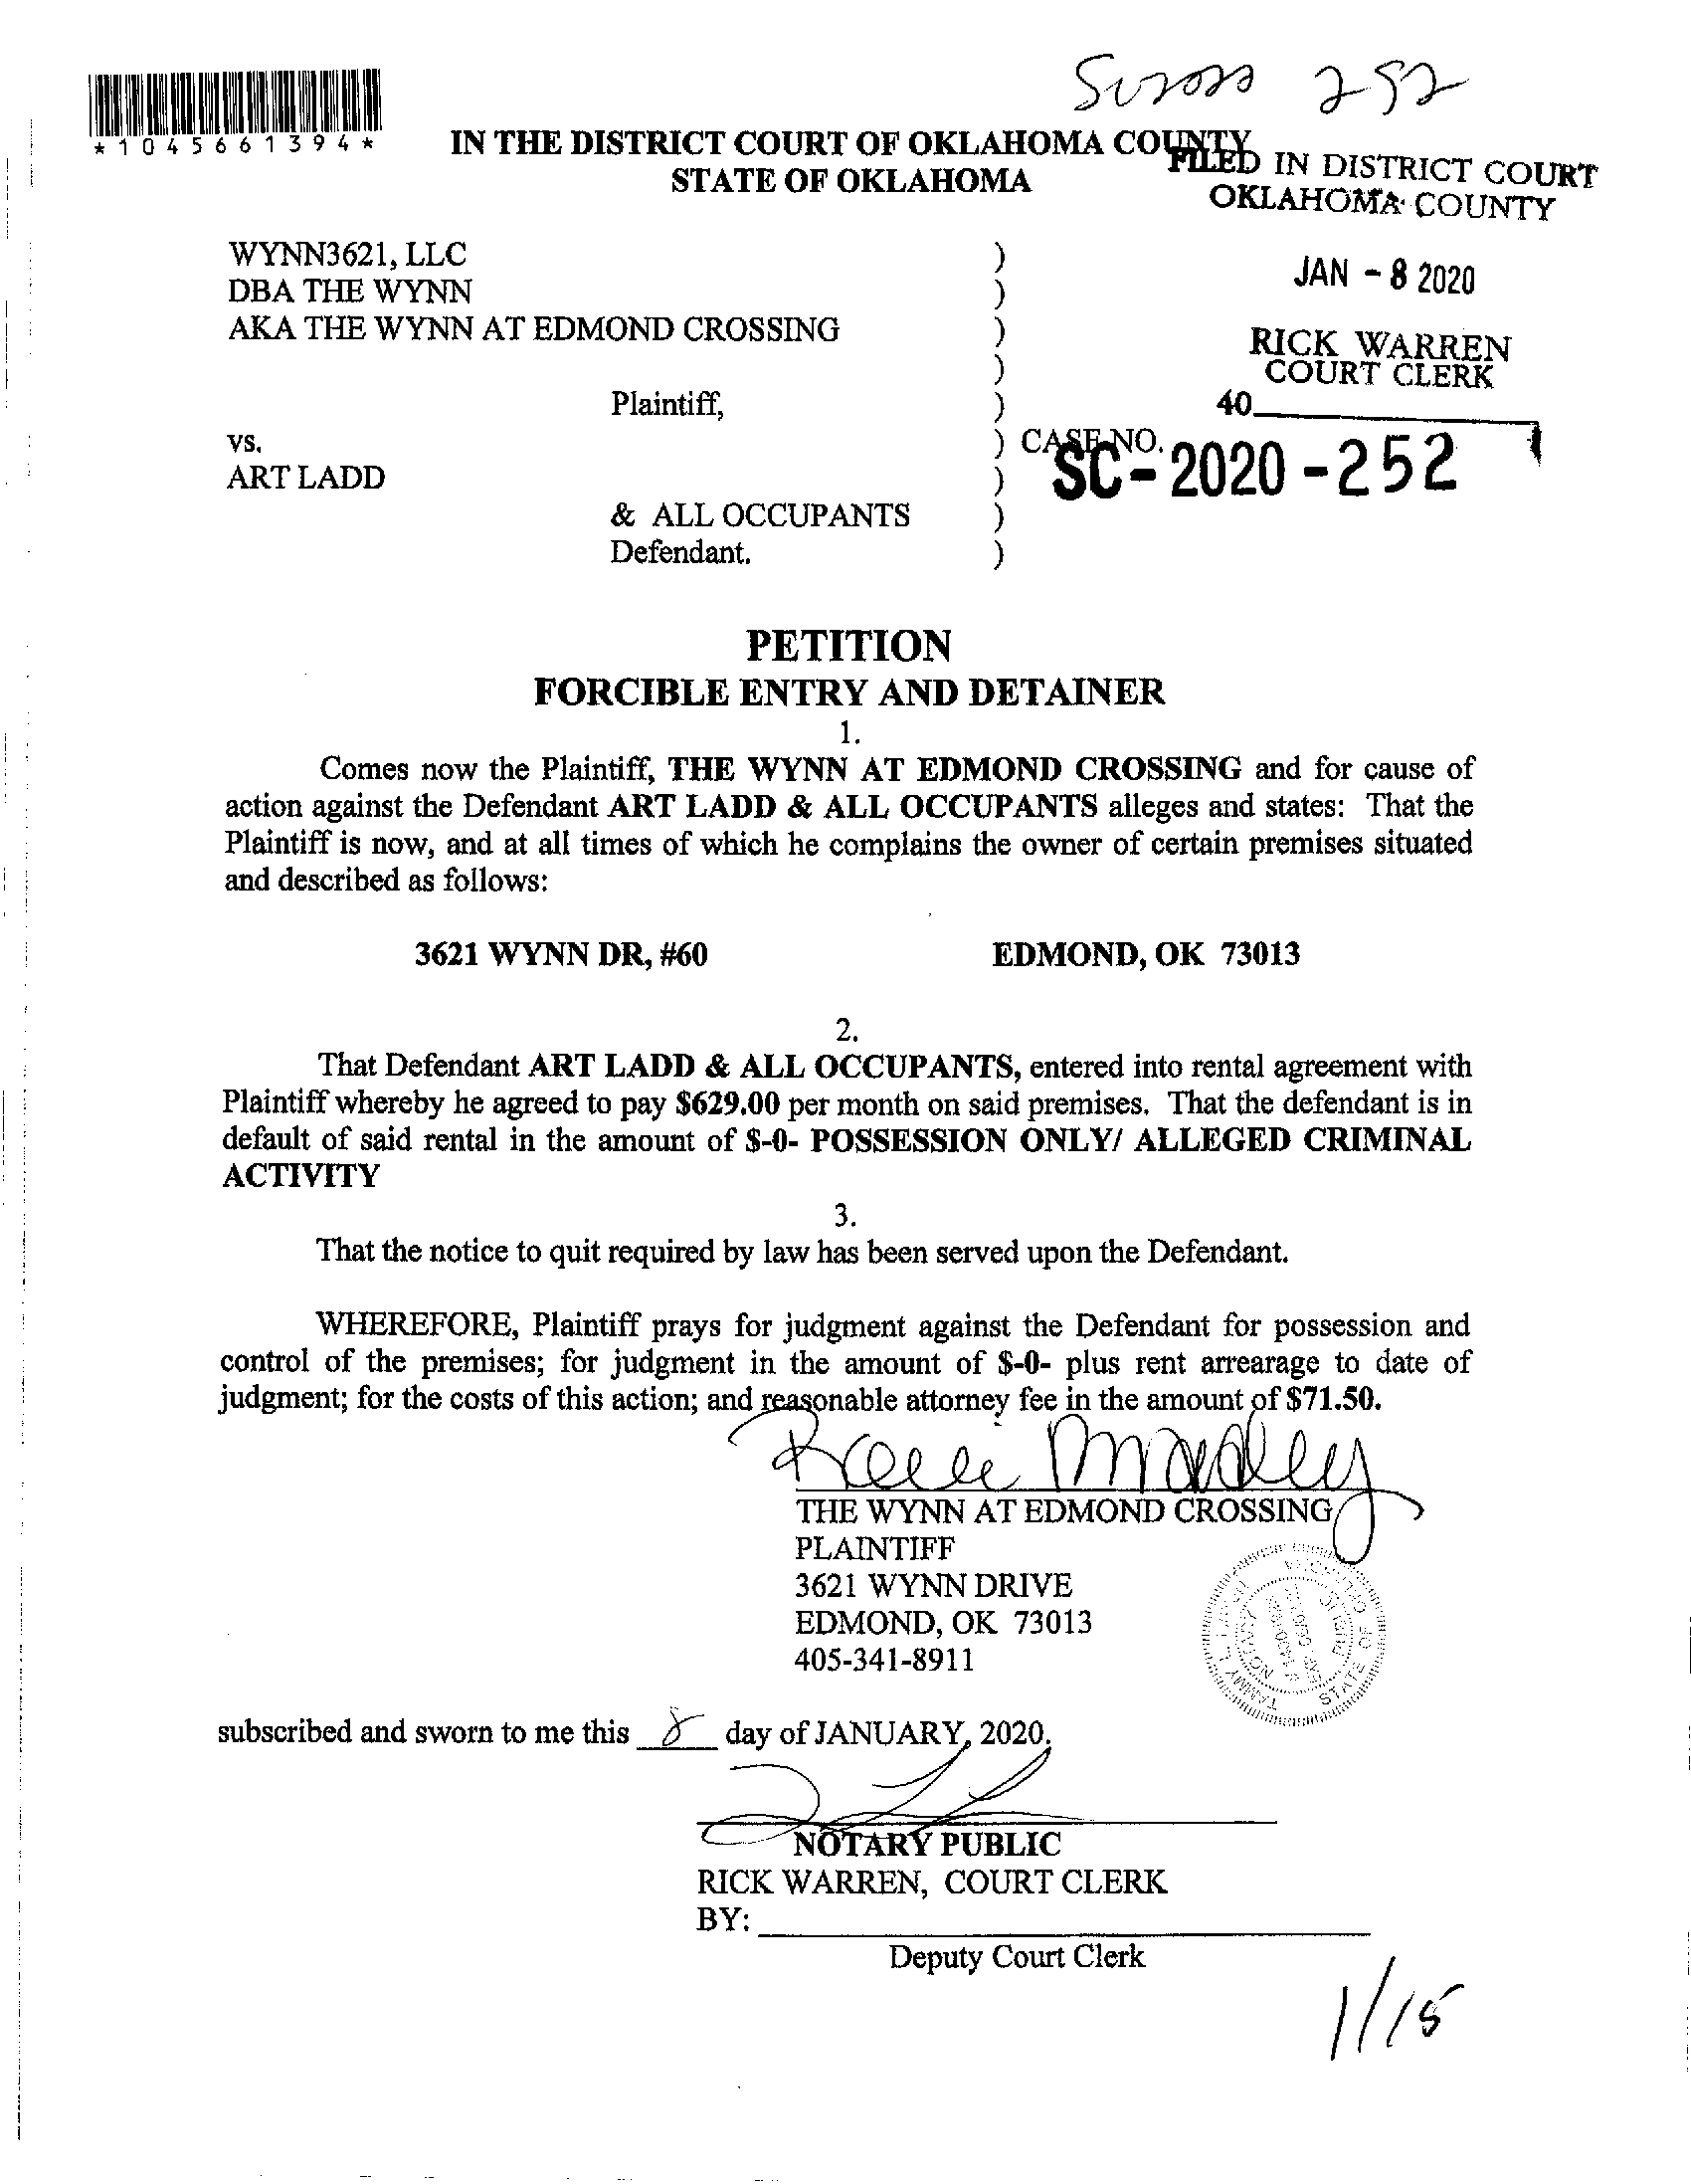 252
*1045661394*
IN THE DISTRICT COURT OF OKLAHOMA COUNTY
STATE OF OKLAHOMA
FILED IN DISTRICT COURT
OKLAHOMA COUNTY
JAN - 8 2020
RICK WARREN
COURT CLERK
40
WYNN3621, LLC )
DBA THE WYNN )
AKA THE WYNN AT EDMOND CROSSING )
)
Plaintiff, )
vs. ) CASE NO. SC-2020-252
ART LADD )
& ALL OCCUPANTS )
Defendant. )
PETITION
FORCIBLE ENTRY AND DETAINER
1.
Comes now the Plaintiff, THE WYNN AT EDMOND CROSSING and for cause of
action against the Defendant ART LADD & ALL OCCUPANTS alleges and states: That the
Plaintiff is now, and at all times of which he complains the owner of certain premises situated
and described as follows:
3621 WYNN DR, #60 EDMOND, OK 73013
2.
That Defendant ART LADD & ALL OCCUPANTS, entered into rental agreement with
Plaintiff whereby he agreed to pay $629.00 per month on said premises. That the defendant is in
default of said rental in the amount of $-0- POSSESSION ONLY/ ALLEGED CRIMINAL
ACTIVITY
3.
That the notice to quit required by law has been served upon the Defendant.
WHEREFORE, Plaintiff prays for judgment against the Defendant for possession and
control of the premises; for judgment in the amount of $-0- plus rent arrearage to date of
judgment; for the costs of this action; and reasonable attorney fee in the amount of $71.50.
THE WYNN AT EDMOND CROSSING
PLAINTIFF
3621 WYNN DRIVE
EDMOND, OK 73013
405-341-8911
TAMMY
NOTARY PUBLIC
STATE OF
subscribed and sworn to me this 8 day of JANUARY, 2020.
NOTARY PUBLIC
RICK WARREN, COURT CLERK
BY:
Deputy Court Clerk
1/15